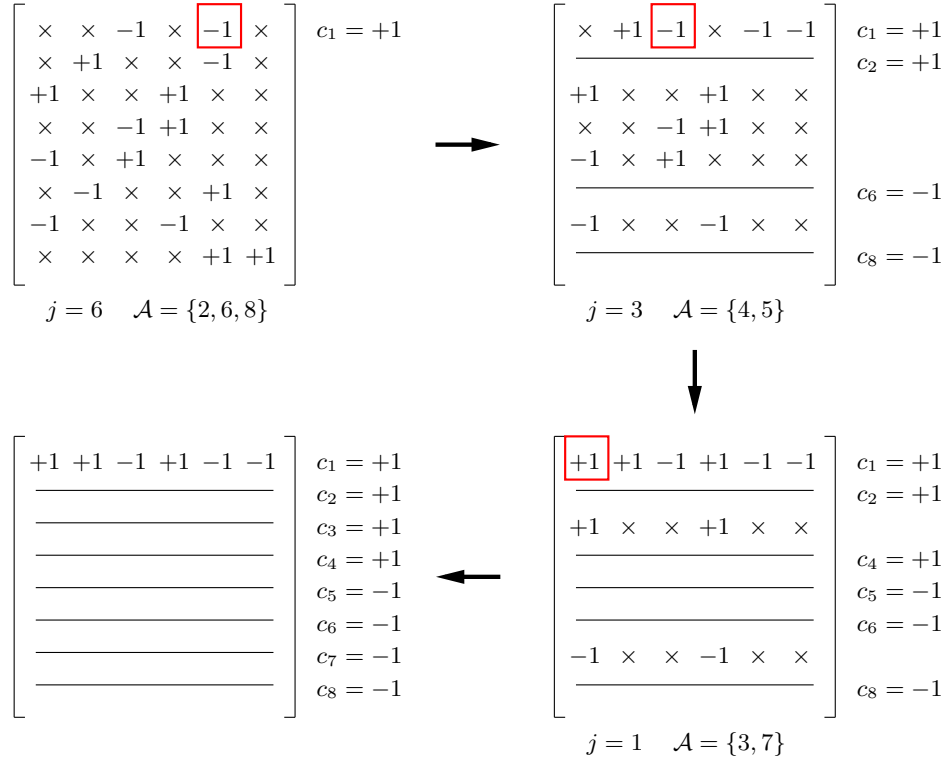 × × −1 × −1 × c₁ = +1
× +1 × × −1 ×
+1 × × +1 × ×
× × −1 +1 × ×
−1 × +1 × × ×
× −1 × × +1 ×
−1 × × −1 × ×
× × × × +1 +1
j = 6 𝒜 = {2, 6, 8}
× +1 −1 × −1 −1 c₁ = +1
c₂ = +1
+1 × × +1 × ×
× × −1 +1 × ×
−1 × +1 × × ×
c₆ = −1
−1 × × −1 × ×
c₈ = −1
j = 3 𝒜 = {4, 5}
+1 +1 −1 +1 −1 −1 c₁ = +1
c₂ = +1
+1 × × +1 × ×
c₄ = +1
c₅ = −1
c₆ = −1
−1 × × −1 × ×
c₈ = −1
j = 1 𝒜 = {3, 7}
+1 +1 −1 +1 −1 −1 c₁ = +1
c₂ = +1
c₃ = +1
c₄ = +1
c₅ = −1
c₆ = −1
c₇ = −1
c₈ = −1